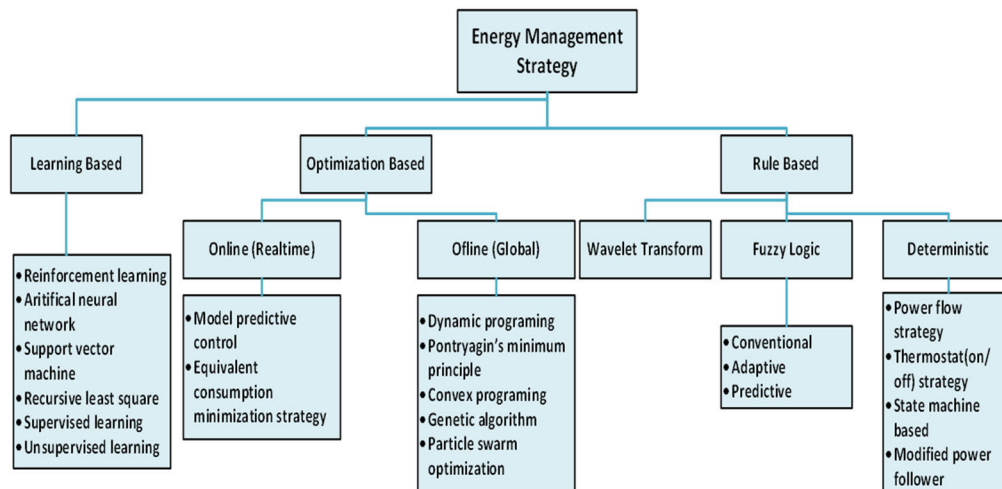 Energy Management
Strategy
Learning Based
Optimization Based
Rule Based
Online (Realtime)
Ofline (Global)
Wavelet Transform
Fuzzy Logic
Deterministic
•Reinforcement learning
•Aritifical neural
network
•Support vector
machine
•Recursive least square
•Supervised learning
•Unsupervised learning
•Model predictive
control
•Equivalent
consumption
minimization strategy
•Dynamic programing
•Pontryagin's minimum
principle
•Convex programing
•Genetic algorithm
•Particle swarm
optimization
•Conventional
•Adaptive
•Predictive
•Power flow
strategy
•Thermostat(on/
off) strategy
•State machine
based
•Modified power
follower